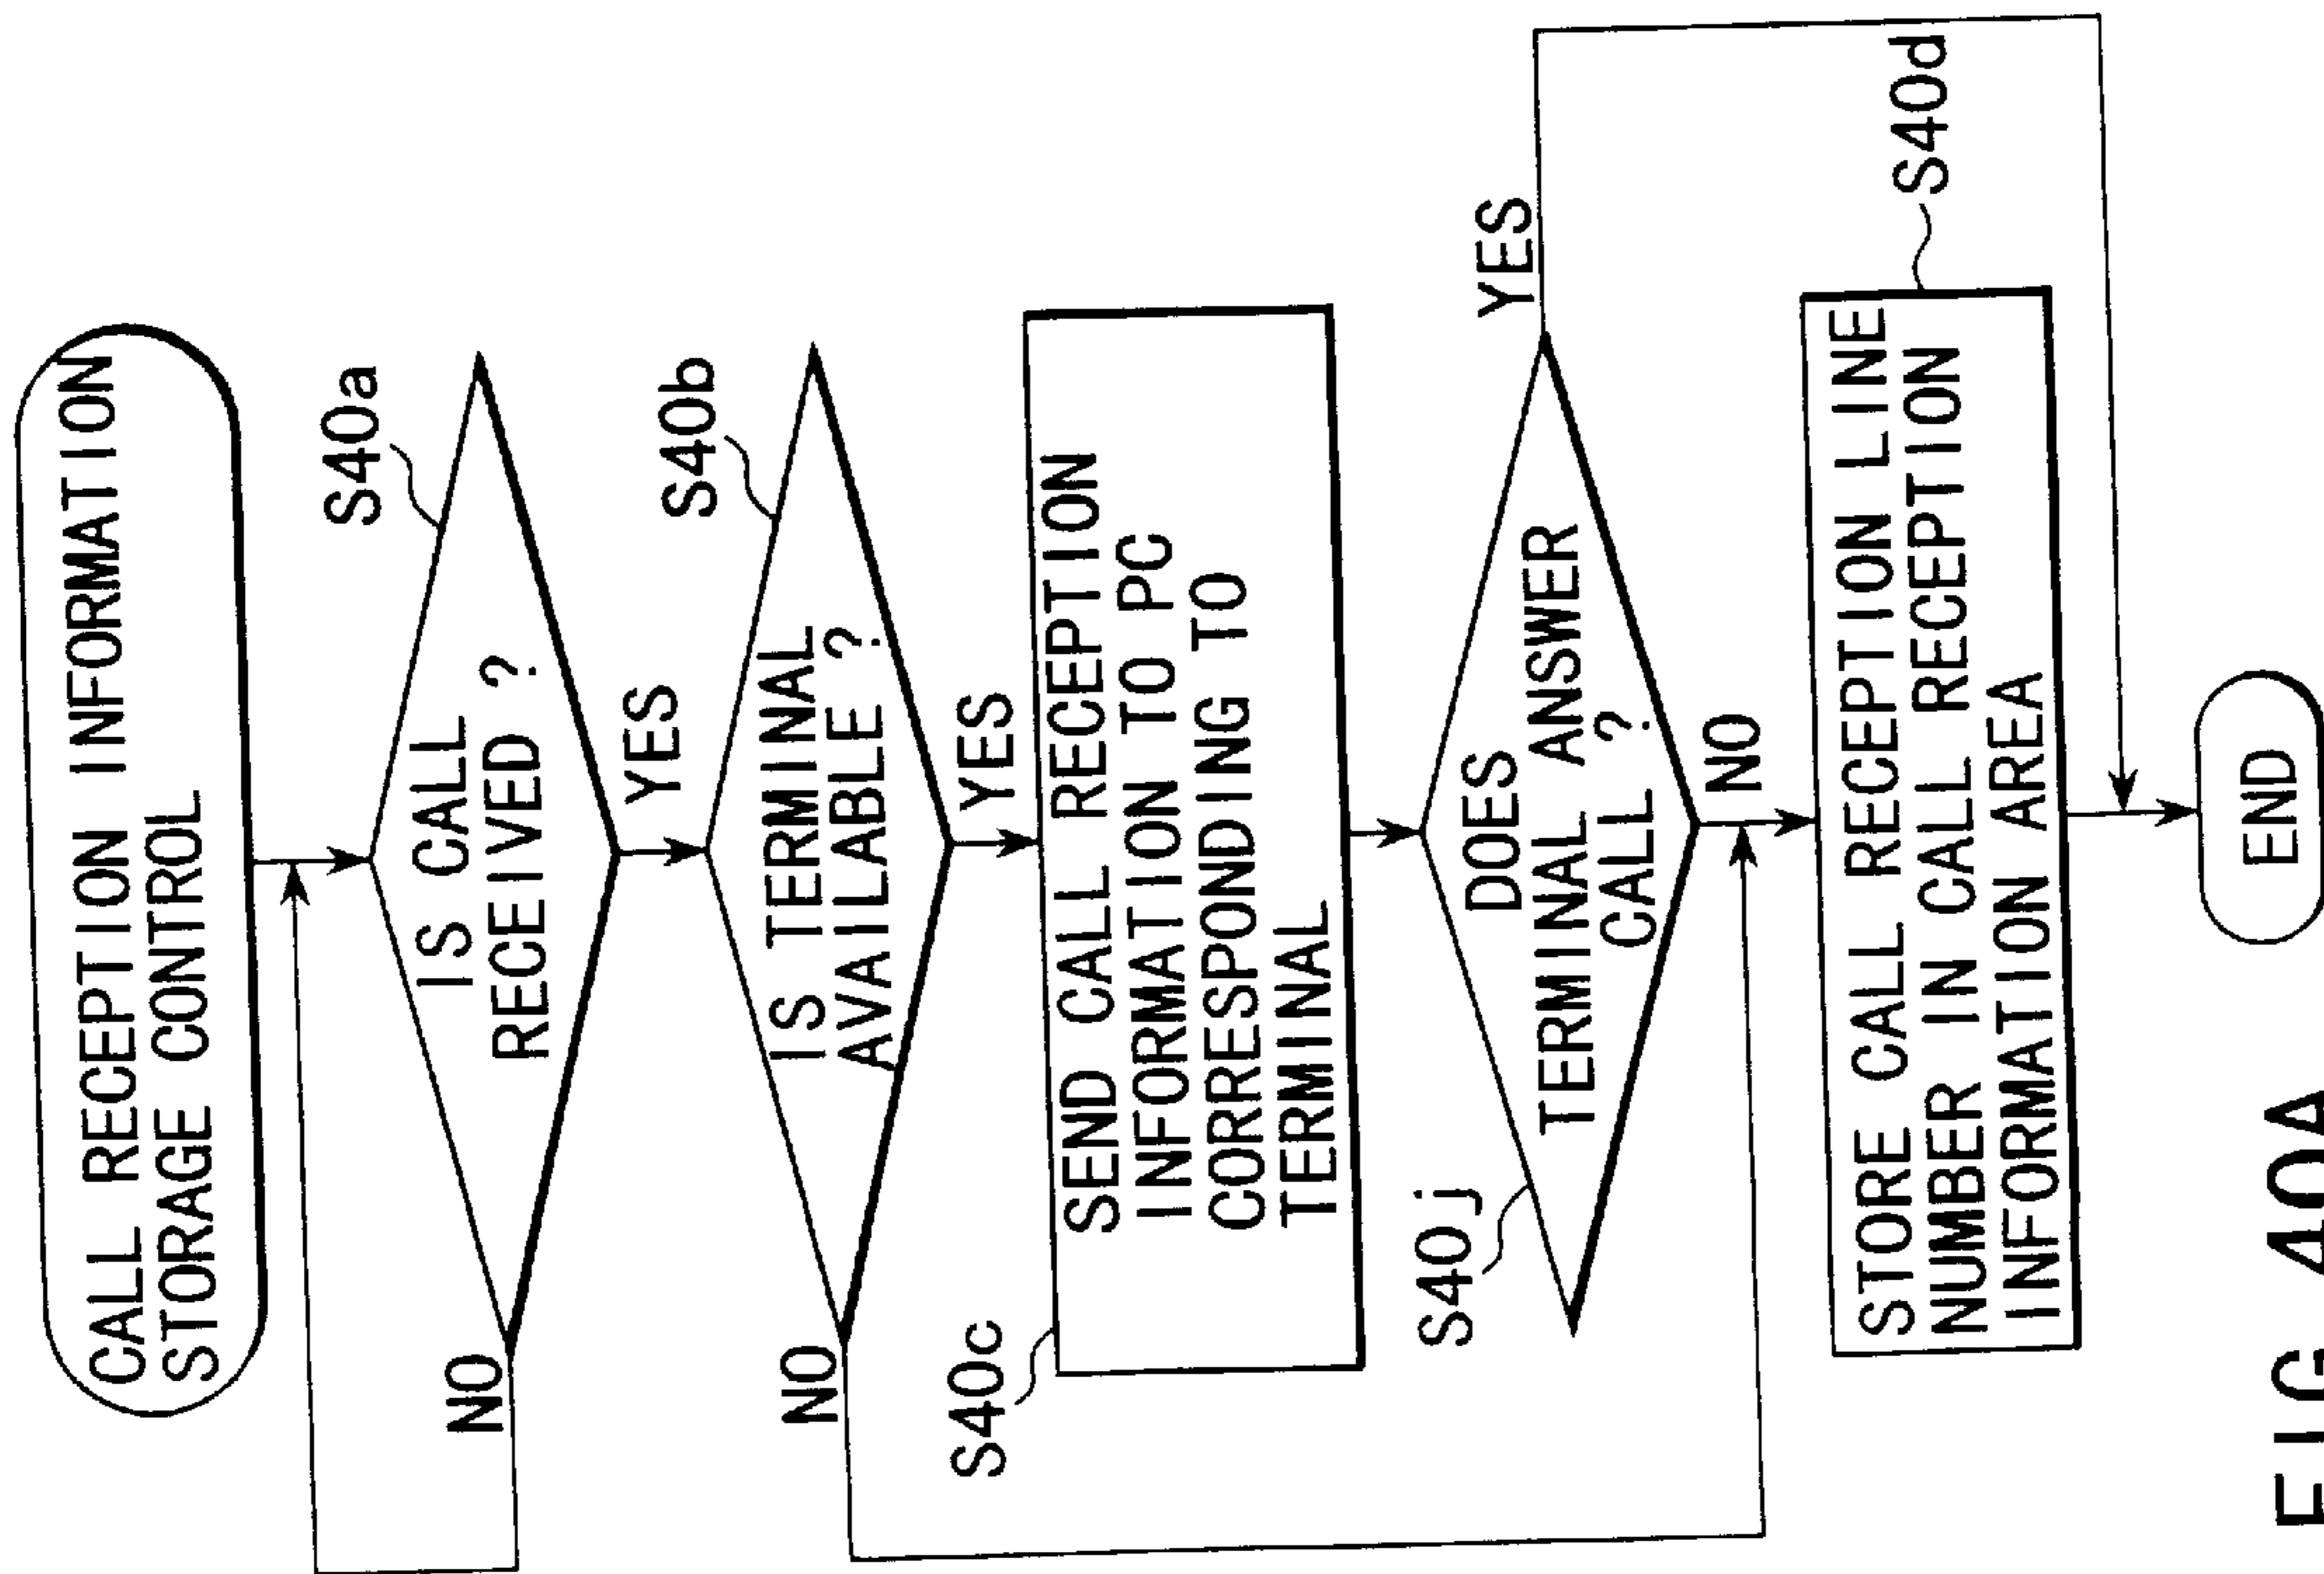 CALL RECEPTION INFORMATION
STORAGE CONTROL
S40a
IS CALL
RECEIVED ?
NO
YES
S40b
IS TERMINAL
AVAILABLE ?
NO
YES
S40c
SEND CALL RECEPTION
INFORMATION TO PC
CORRESPONDING TO
TERMINAL
S40j
DOES
TERMINAL ANSWER
CALL ?
YES
NO
S40d
STORE CALL RECEPTION LINE
NUMBER IN CALL RECEPTION
INFORMATION AREA
END
FIG. 40A